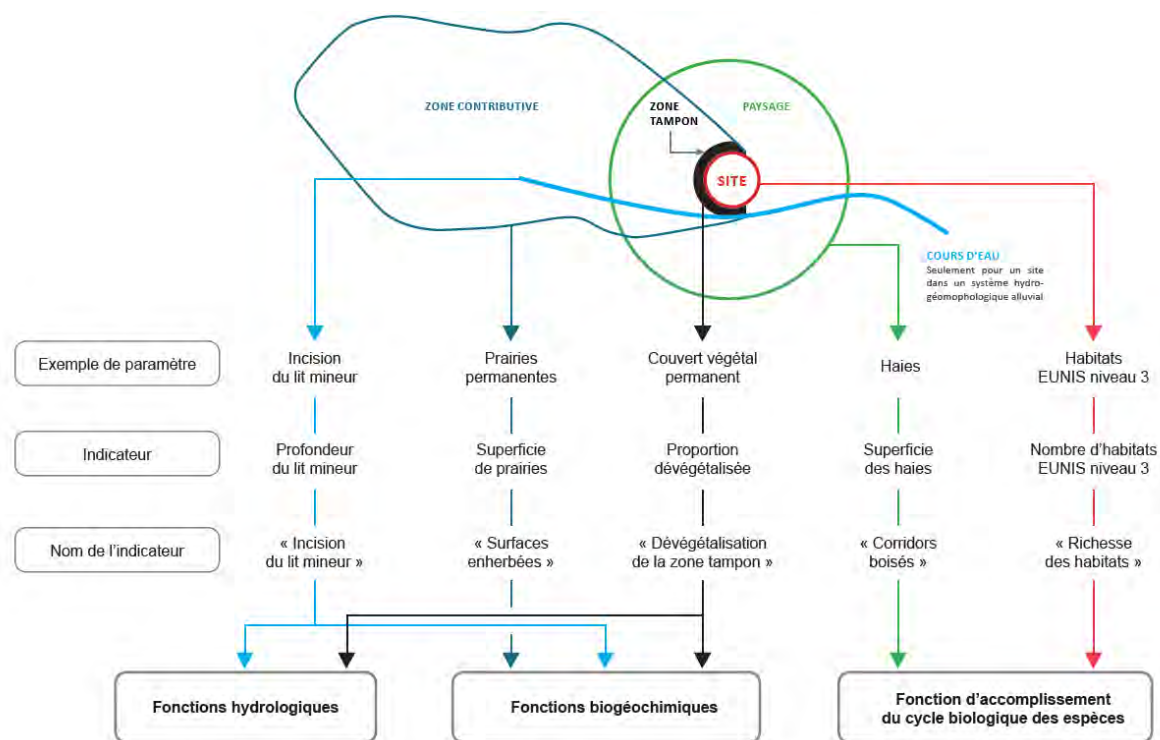 ZONE CONTRIBUTIVE
ZONE
TAMPON
PAYSAGE
SITE
COURS D'EAU
Seulement pour un site
dans un système hydro-
géomophologique alluvial
Exemple de paramètre
Incision
du lit mineur
Prairies
permanentes
Couvert végétal
permanent
Haies
Habitats
EUNIS niveau 3
Indicateur
Profondeur
du lit mineur
Superficie
de prairies
Proportion
dévégétalisée
Superficie
des haies
Nombre d'habitats
EUNIS niveau 3
Nom de l'indicateur
« Incision
du lit mineur »
« Surfaces
enherbées »
« Dévégétalisation
de la zone tampon »
« Corridors
boisés »
« Richesse
des habitats »
Fonctions hydrologiques
Fonctions biogéochimiques
Fonction d'accomplissement
du cycle biologique des espèces